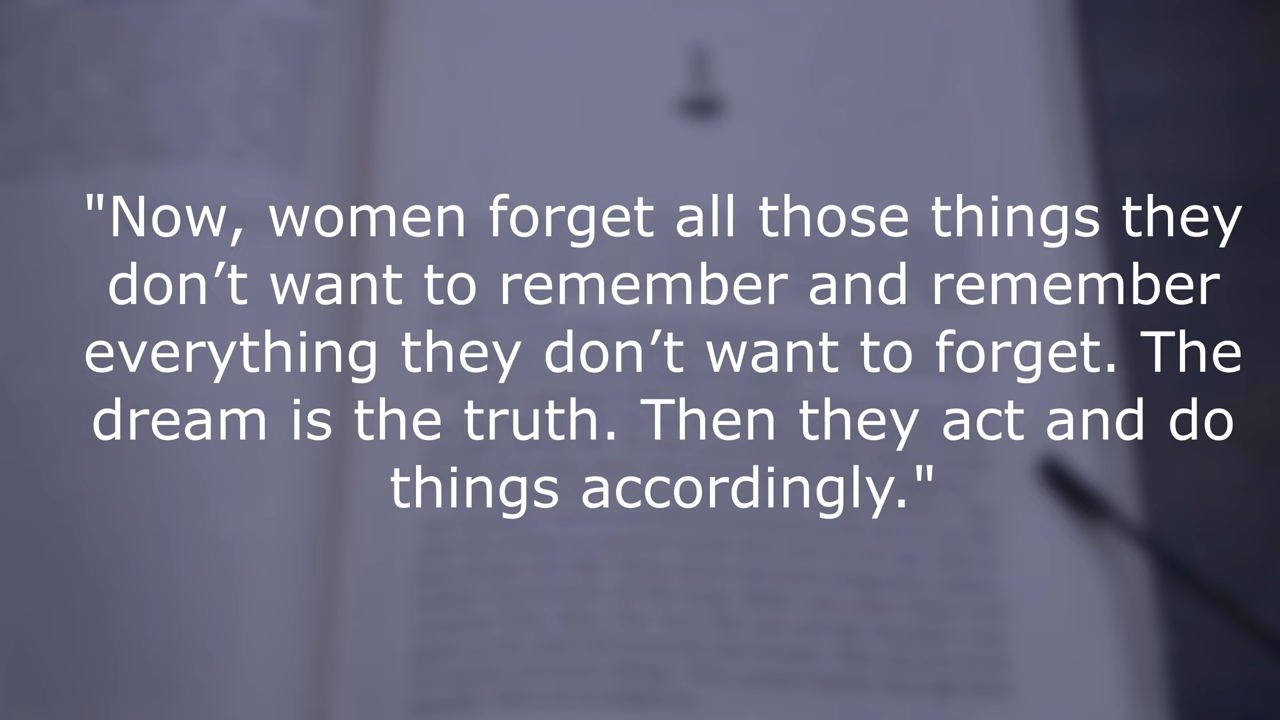 "Now, women forget all those things they
don’t want to remember and remember
everything they don’t want to forget. The
dream is the truth. Then they act and do
things accordingly."